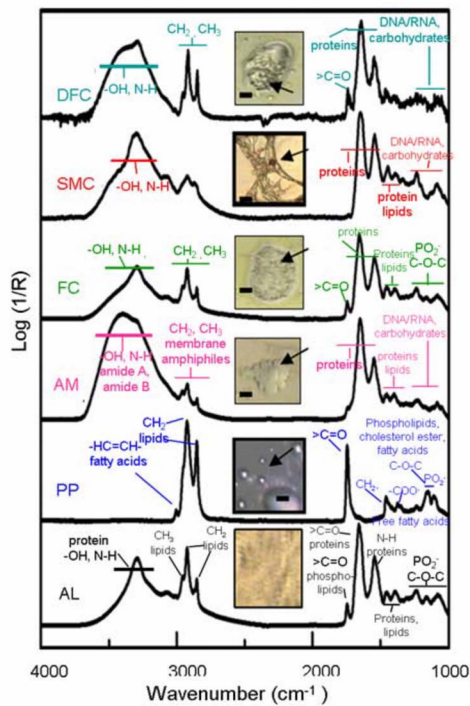 CH₂, CH₃
DNA/RNA,
proteins
carbohydrates
>C=O
-OH, N-H
DFC
DNA/RNA,
carbohydrates
-OH, N-H
proteins
SMC
protein
lipids
proteins
-OH, N-H
CH₂, CH₃
Proteins
lipids
PO₂⁻
C-O-C
FC
>C=O
DNA/RNA,
carbohydrates
CH₂, CH₃
membrane
amphiphiles
-OH, N-H
amide A,
amide B
proteins
proteins
lipids
AM
CH₂
lipids
Phospholipids,
cholesterol ester,
fatty acids
-HC=CH-
fatty acids
>C=O
C-O-C
PO₂⁻
CH₂
-COO⁻
PP
Free fatty acids
protein
-OH, N-H
CH₃
lipids
CH₂
lipids
>C=O
proteins
N-H
proteins
>C=O
phospho-
lipids
PO₂⁻
C-O-C
AL
Proteins,
lipids
Log (1/R)
4000 3000 2000 1000
Wavenumber (cm⁻¹)